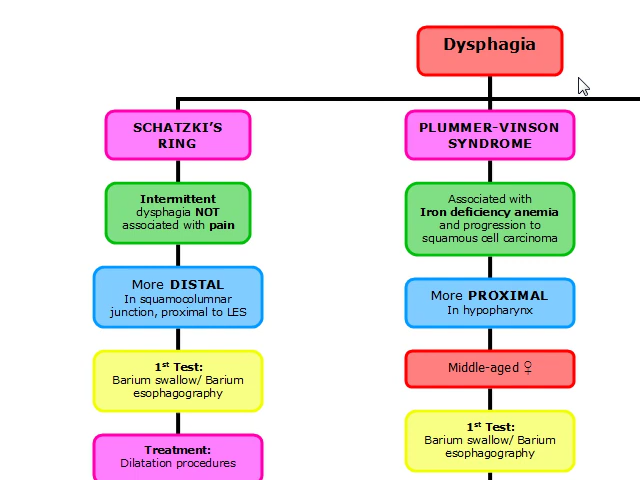 Dysphagia
SCHATZKI’S
RING
Intermittent
dysphagia NOT
associated with pain
More DISTAL
In squamocolumnar
junction, proximal to LES
1st Test:
Barium swallow/ Barium
esophagography
Treatment:
Dilatation procedures
PLUMMER-VINSON
SYNDROME
Associated with
Iron deficiency anemia
and progression to
squamous cell carcinoma
More PROXIMAL
In hypopharynx
Middle-aged ♀
1st Test:
Barium swallow/ Barium
esophagography